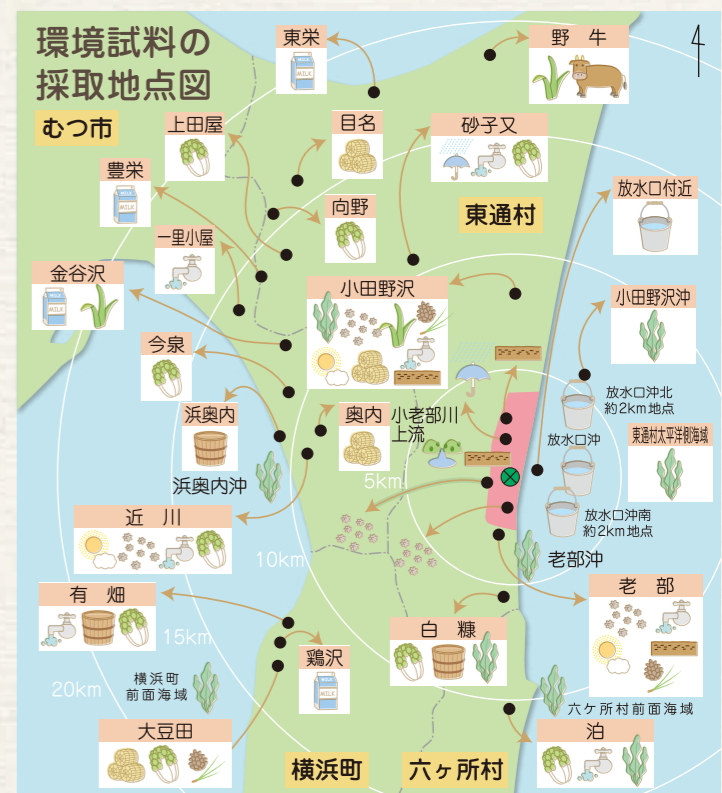 環境試料の
採取地点図
むつ市
東栄
MILK
野牛
上田屋
目名
砂子又
豊栄
MILK
向野
東通村
放水口付近
一里小屋
金谷沢
MILK
小田野沢
小田野沢沖
今泉
浜奥内
奥内
小老部川
上流
放水口沖北
約2km地点
放水口沖
東通村太平洋側海域
5km
浜奥内沖
放水口沖南
約2km地点
近川
10km
老部沖
有畑
15km
鶏沢
MILK
白糠
老部
20km
横浜町
前面海域
六ケ所村前面海域
大豆田
横浜町
六ヶ所村
泊